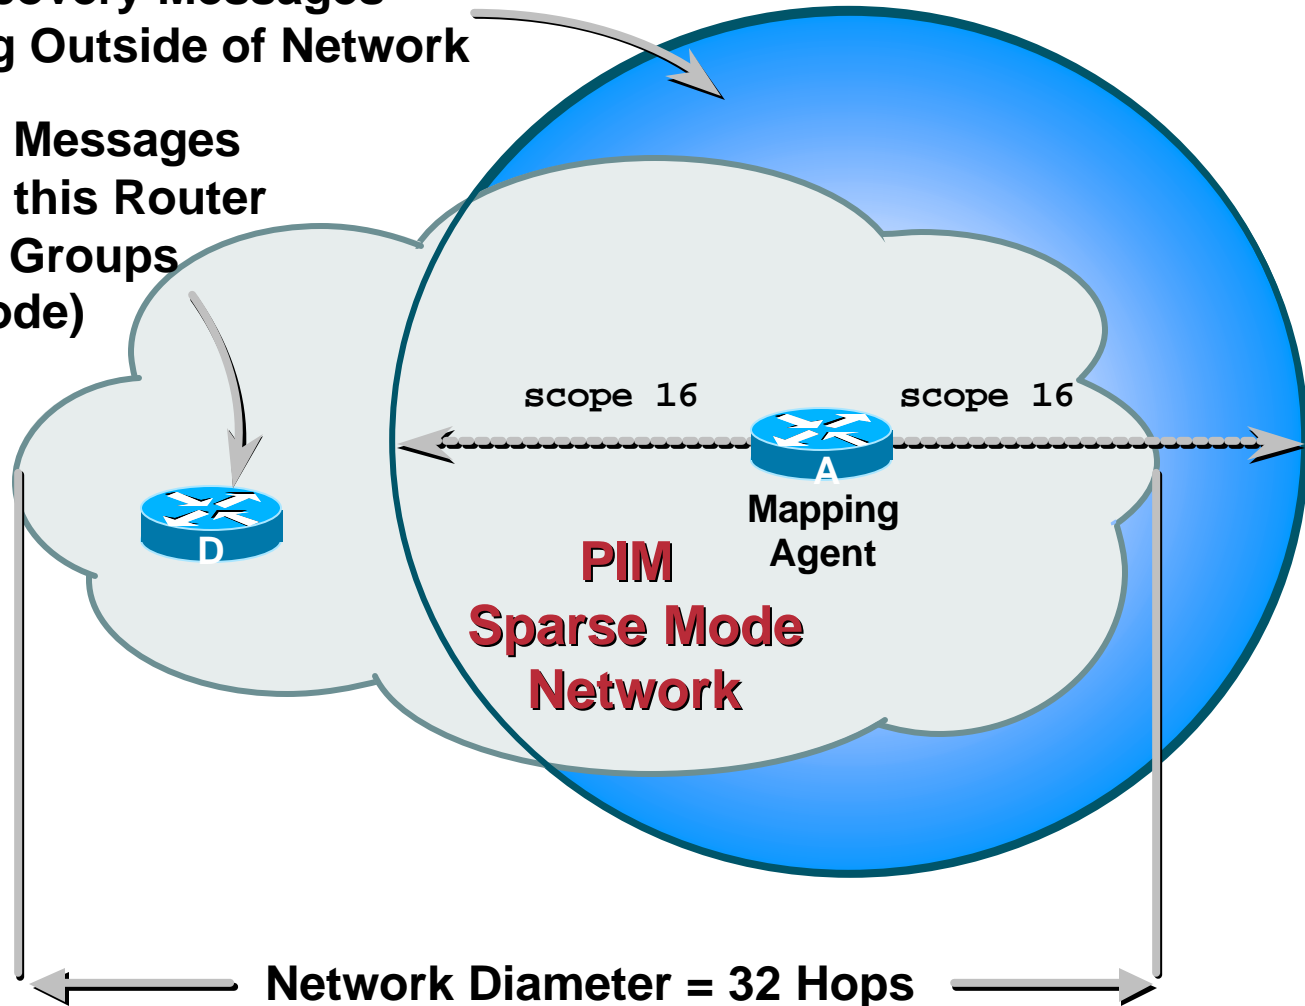 Messages
g Outside of Network
Messages
this Router
Groups
ode)
scope 16
scope 16
A
Mapping
Agent
D
PIM
Sparse Mode
Network
Network Diameter = 32 Hops